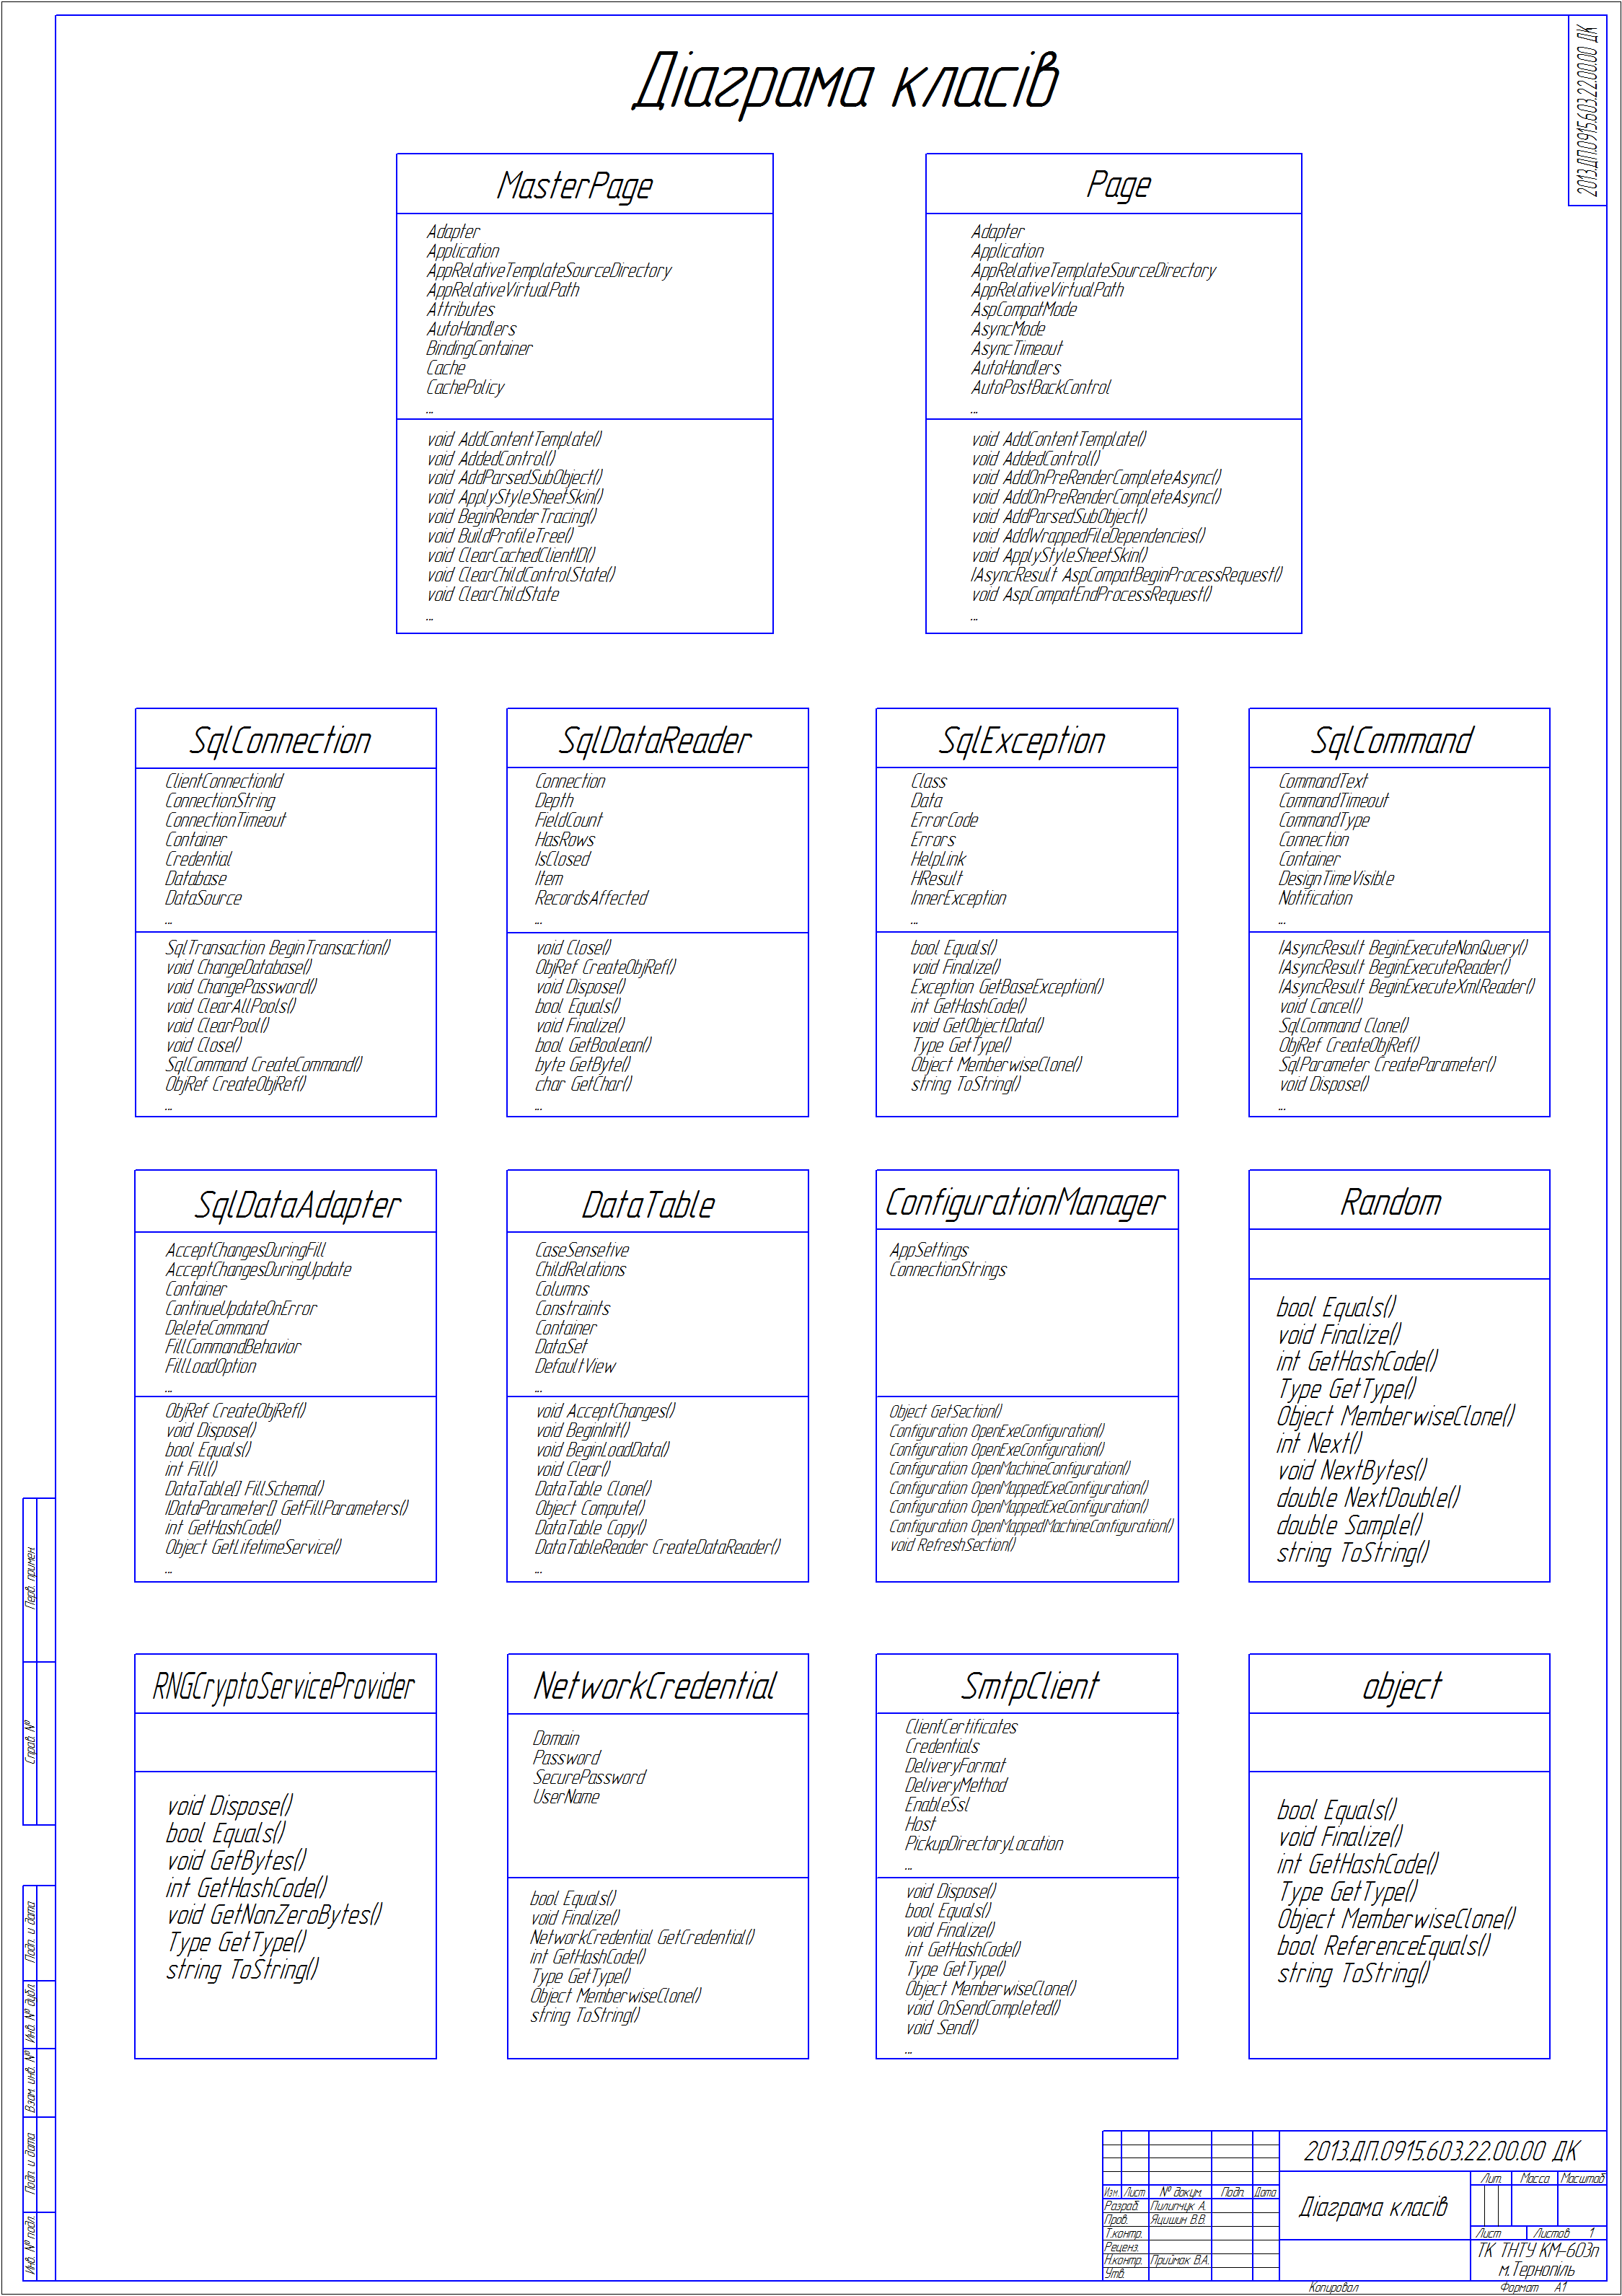 Діаграма класів
2013.ДП.0915.603.22.00.00 ДК
MasterPage
Adapter
Application
AppRelativeTemplateSourceDirectory
AppRelativeVirtualPath
Attributes
AutoHandlers
BindingContainer
Cache
CachePolicy
...
void AddContentTemplate()
void AddedControl()
void AddParsedSubObject()
void ApplyStyleSheetSkin()
void BeginRenderTracing()
void BuildProfileTree()
void ClearCachedClientID()
void ClearChildControlState()
void ClearChildState
...
Page
Adapter
Application
AppRelativeTemplateSourceDirectory
AppRelativeVirtualPath
AspCompatMode
AsyncMode
AsyncTimeout
AutoHandlers
AutoPostBackControl
...
void AddContentTemplate()
void AddedControl()
void AddOnPreRenderCompleteAsync()
void AddOnPreRenderCompleteAsync()
void AddParsedSubObject()
void AddWrappedFileDependencies()
void ApplyStyleSheetSkin()
IAsyncResult AspCompatBeginProcessRequest()
void AspCompatEndProcessRequest()
...
SqlConnection
ClientConnectionId
ConnectionString
ConnectionTimeout
Container
Credential
Database
DataSource
...
SqlTransaction BeginTransaction()
void ChangeDatabase()
void ChangePassword()
void ClearAllPools()
void ClearPool()
void Close()
SqlCommand CreateCommand()
ObjRef CreateObjRef()
...
SqlDataReader
Connection
Depth
FieldCount
HasRows
IsClosed
Item
RecordsAffected
...
void Close()
ObjRef CreateObjRef()
void Dispose()
bool Equals()
void Finalize()
bool GetBoolean()
byte GetByte()
char GetChar()
...
SqlException
Class
Data
ErrorCode
Errors
HelpLink
HResult
InnerException
...
bool Equals()
void Finalize()
Exception GetBaseException()
int GetHashCode()
void GetObjectData()
Type GetType()
Object MemberwiseClone()
string ToString()
SqlCommand
CommandText
CommandTimeout
CommandType
Connection
Container
DesignTimeVisible
Notification
...
IAsyncResult BeginExecuteNonQuery()
IAsyncResult BeginExecuteReader()
IAsyncResult BeginExecuteXmlReader()
void Cancel()
SqlCommand Clone()
ObjRef CreateObjRef()
SqlParameter CreateParameter()
void Dispose()
...
SqlDataAdapter
AcceptChangesDuringFill
AcceptChangesDuringUpdate
Container
ContinueUpdateOnError
DeleteCommand
FillCommandBehavior
FillLoadOption
...
ObjRef CreateObjRef()
void Dispose()
bool Equals()
int Fill()
DataTable[] FillSchema()
IDataParameter[] GetFillParameters()
int GetHashCode()
Object GetLifetimeService()
...
DataTable
CaseSensetive
ChildRelations
Columns
Constraints
Container
DataSet
DefaultView
...
void AcceptChanges()
void BeginInit()
void BeginLoadData()
void Clear()
DataTable Clone()
Object Compute()
DataTable Copy()
DataTableReader CreateDataReader()
...
ConfigurationManager
AppSettings
ConnectionStrings
Object GetSection()
Configuration OpenExeConfiguration()
Configuration OpenExeConfiguration()
Configuration OpenMachineConfiguration()
Configuration OpenMappedExeConfiguration()
Configuration OpenMappedExeConfiguration()
Configuration OpenMappedMachineConfiguration()
void RefreshSection()
Random
bool Equals()
void Finalize()
int GetHashCode()
Type GetType()
Object MemberwiseClone()
int Next()
void NextBytes()
double NextDouble()
double Sample()
string ToString()
RNGCryptoServiceProvider
void Dispose()
bool Equals()
void GetBytes()
int GetHashCode()
void GetNonZeroBytes()
Type GetType()
string ToString()
NetworkCredential
Domain
Password
SecurePassword
UserName
bool Equals()
void Finalize()
NetworkCredential GetCredential()
int GetHashCode()
Type GetType()
Object MemberwiseClone()
string ToString()
SmtpClient
ClientCertificates
Credentials
DeliveryFormat
DeliveryMethod
EnableSsl
Host
PickupDirectoryLocation
...
void Dispose()
bool Equals()
void Finalize()
int GetHashCode()
Type GetType()
Object MemberwiseClone()
void OnSendCompleted()
void Send()
...
object
bool Equals()
void Finalize()
int GetHashCode()
Type GetType()
Object MemberwiseClone()
bool ReferenceEquals()
string ToString()
Перв. примен.
Справ. №
Подп. и дата
Инв. № дубл.
Взам. инв. №
Подп. и дата
Инв. № подл.
2013.ДП.0915.603.22.00.00 ДК
Изм. Лист № докум. Подп. Дата
Разраб. Пилипчук А.
Пров. Яцишин В.В.
Т.контр.
Реценз.
Н.контр. Приймак В.А.
Утв.
Діаграма класів
Лит. Масса Масштаб
Лист Листов 1
ТК ТНТУ КМ-603п
м.Тернопіль
Копировал Формат А1